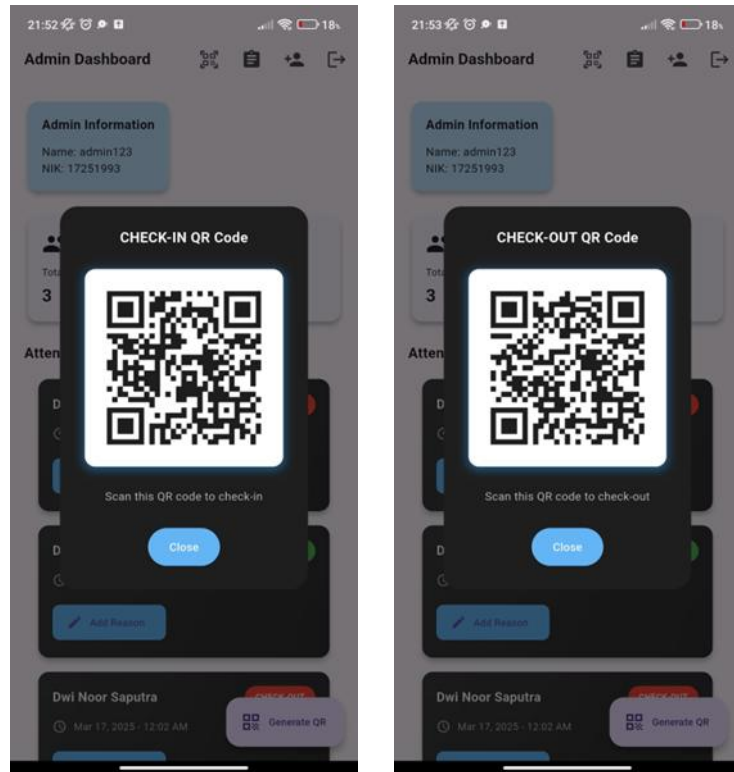 21:52
18%
Admin Dashboard
Admin Information
Name: admin123
NIK: 17251993
CHECK-IN QR Code
3
Scan this QR code to check-in
D
Close
D
Add Reason
Dwi Noor Saputra
CHECK-OUT
Mar 17, 2025 - 12:02 AM
Generate QR
21:53
18%
Admin Dashboard
Admin Information
Name: admin123
NIK: 17251993
CHECK-OUT QR Code
3
Scan this QR code to check-out
D
Close
D
Add Reason
Dwi Noor Saputra
CHECK-OUT
Mar 17, 2025 - 12:02 AM
Generate QR